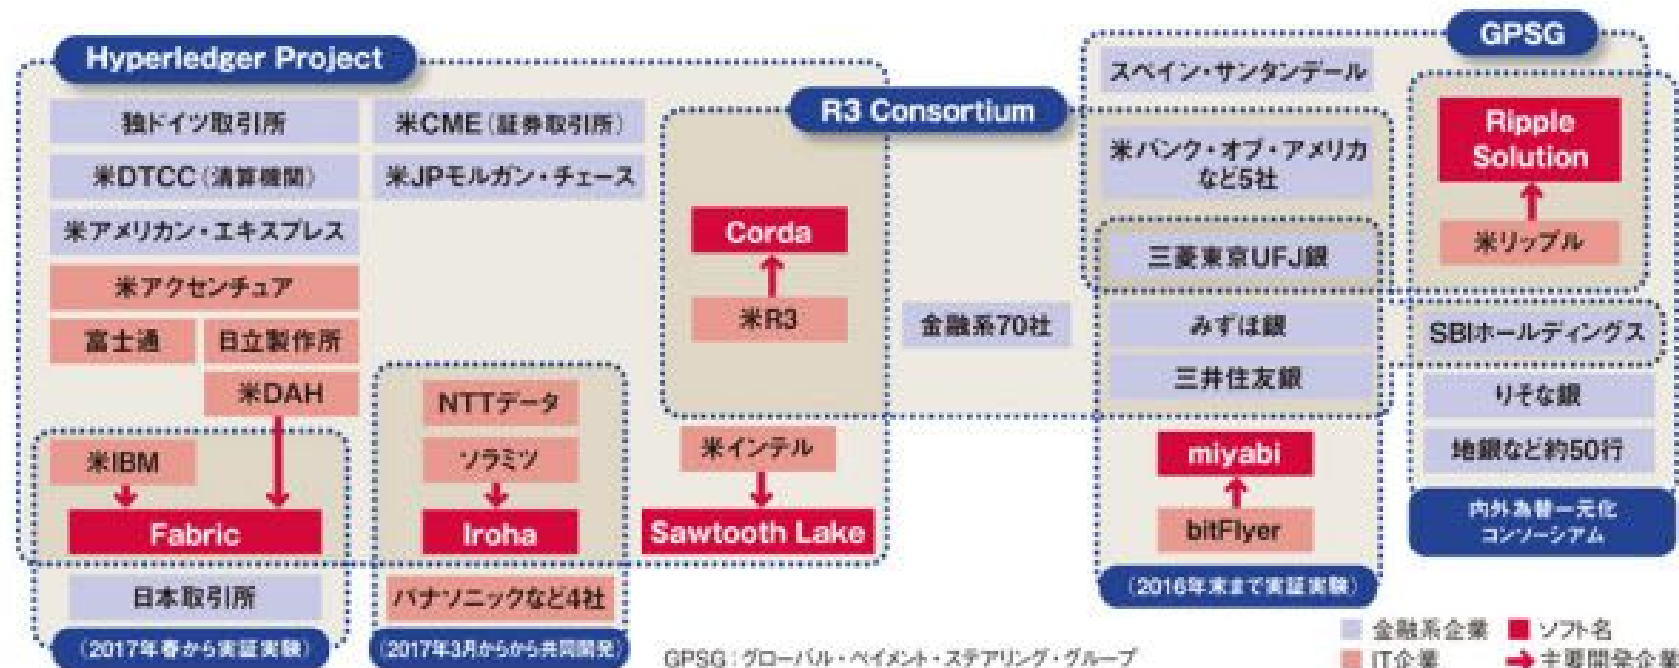 Hyperledger Project
独ドイツ取引所
米CME（証券取引所）
米DTCC（清算機関）
米JPモルガン・チェース
米アメリカン・エキスプレス
米アクセンチュア
富士通
日立製作所
米DAH
米IBM
Fabric
日本取引所
（2017年春から実証実験）
NTTデータ
ソラミツ
Iroha
パナソニックなど4社
（2017年3月からから共同開発）
R3 Consortium
Corda
米R3
米インテル
Sawtooth Lake
金融系70社
GPSG
スペイン・サンタンデール
米バンク・オブ・アメリカ
など5社
三菱東京UFJ銀
みずほ銀
三井住友銀
miyabi
bitFlyer
（2016年末まで実証実験）
Ripple
Solution
米リップル
SBIホールディングス
りそな銀
地銀など約50行
内外為替一元化
コンソーシアム
GPSG：グローバル・ペイメント・ステアリング・グループ
金融系企業
ソフト名
IT企業
主要開発企業